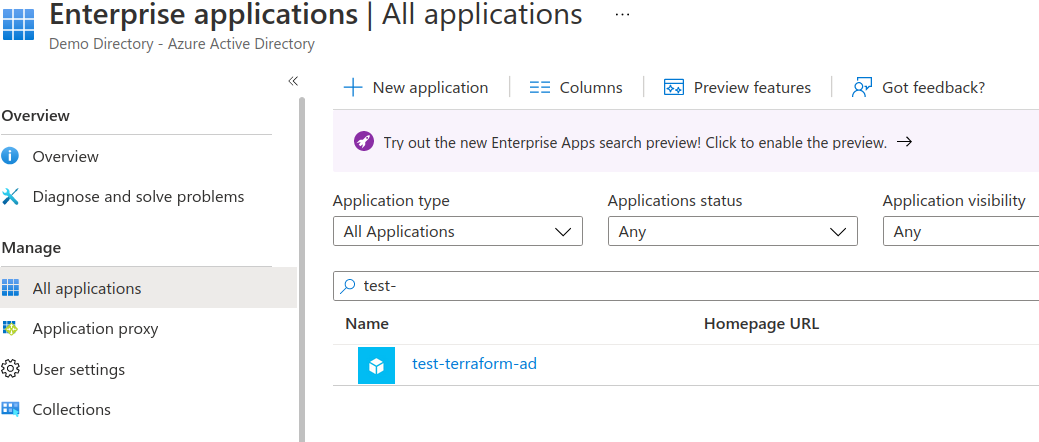 Enterprise applications | All applications ...
Demo Directory - Azure Active Directory
«
Overview
Overview
Diagnose and solve problems
Manage
All applications
Application proxy
User settings
Collections
New application
Columns
Preview features
Got feedback?
Try out the new Enterprise Apps search preview! Click to enable the preview. →
Application type
Applications status
Application visibility
All Applications
Any
Any
test-
Name
Homepage URL
test-terraform-ad